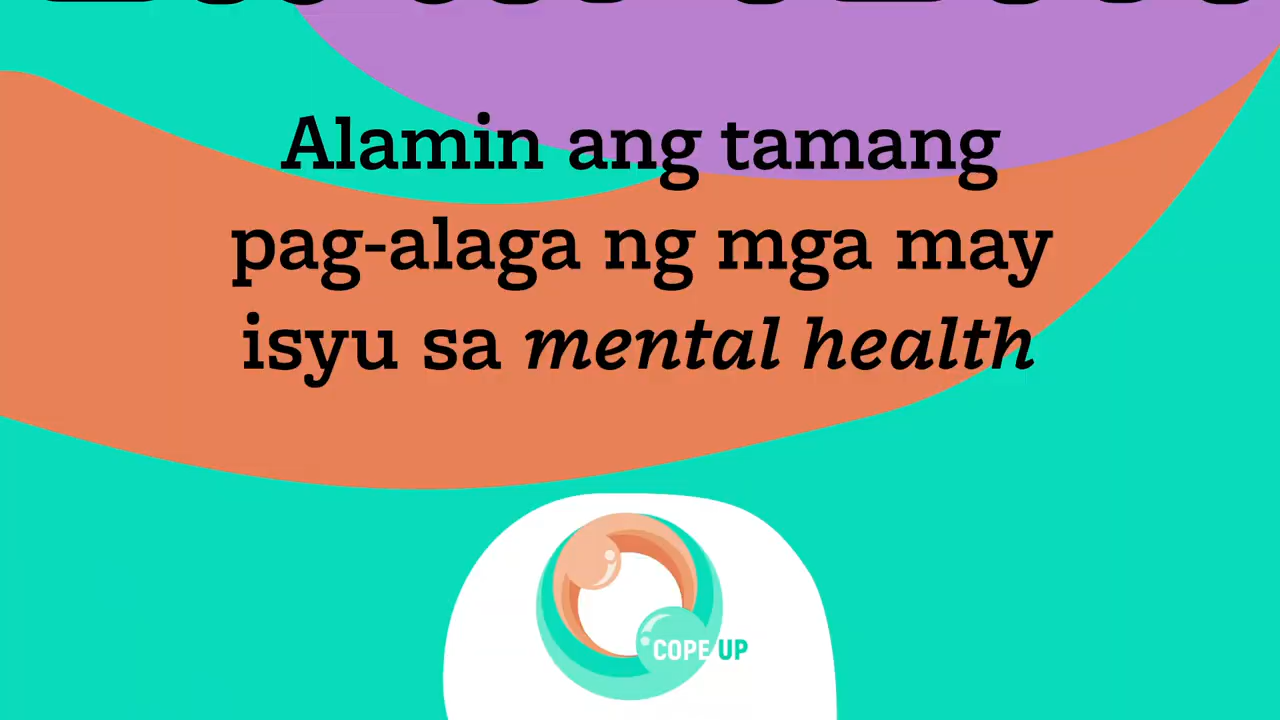 Alamin ang tamang
pag-alaga ng mga may
isyu sa mental health
COPE UP